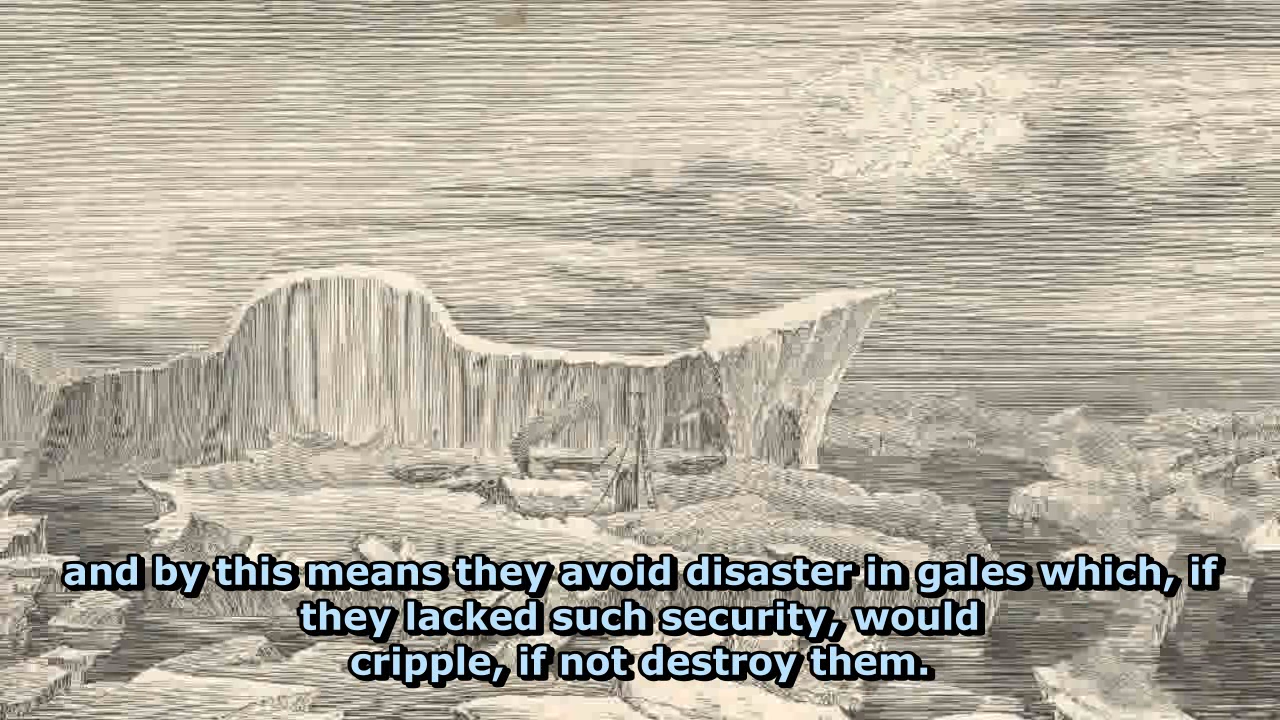 and by this means they avoid disaster in gales which, if
they lacked such security, would
cripple, if not destroy them.